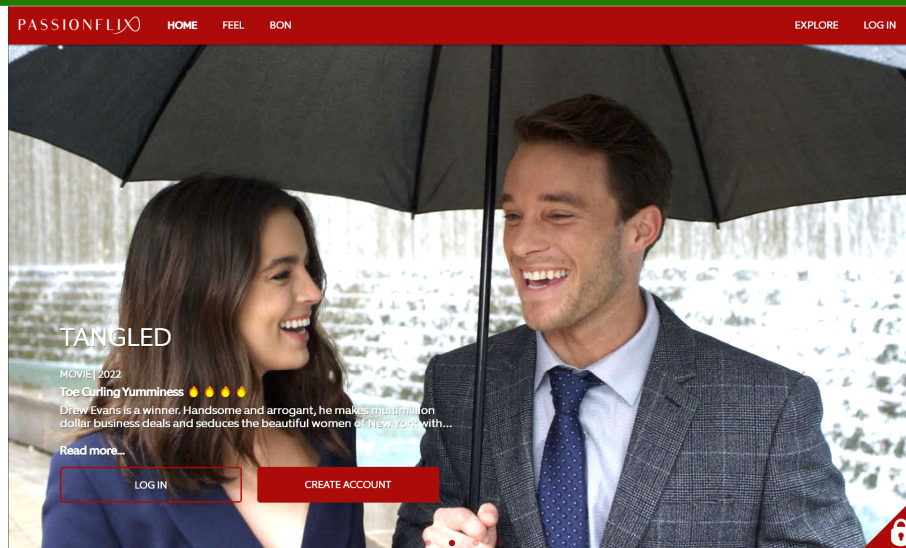 PASSIONFLIX
HOME
FEEL
BON
EXPLORE
LOG IN
TANGLED
MOVIE | 2022
Toe Curling Yumminess
Drew Evans is a winner. Handsome and arrogant, he makes multimillion
dollar business deals and seduces the beautiful women of New York with...
Read more...
LOG IN
CREATE ACCOUNT